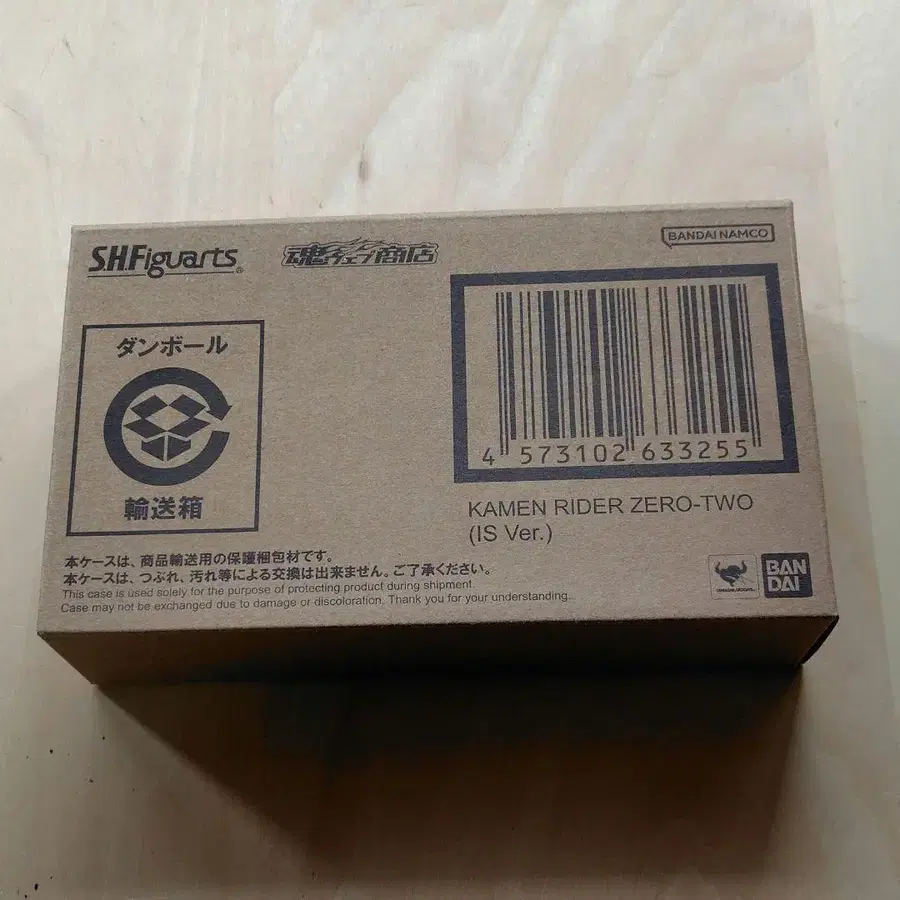 S.H.Figuarts®
魂ウェブ商店
BANDAI NAMCO
ダンボール
輸送箱
4 573102 633255
KAMEN RIDER ZERO-TWO
(IS Ver.)
本ケースは、商品輸送用の保護梱包材です。
本ケースは、つぶれ、汚れ等による交換は出来ません。ご了承ください。
This case is used solely for the purpose of protecting product during shipment.
Case may not be exchanged due to damage or discoloration. Thank you for your understanding.
BAN
DAI